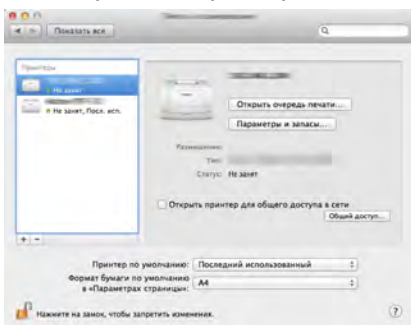 Показать все
Принтеры
Не занят
Не занят, Посл. исп.
Открыть очередь печати...
Параметры и запасы...
Размещение:
Тип:
Статус: Не занят
Открыть принтер для общего доступа в сети
Общий доступ...
+ −
Принтер по умолчанию: Последний использованный
Формат бумаги по умолчанию
в «Параметрах страницы»: A4
Нажмите на замок, чтобы запретить изменения.
?